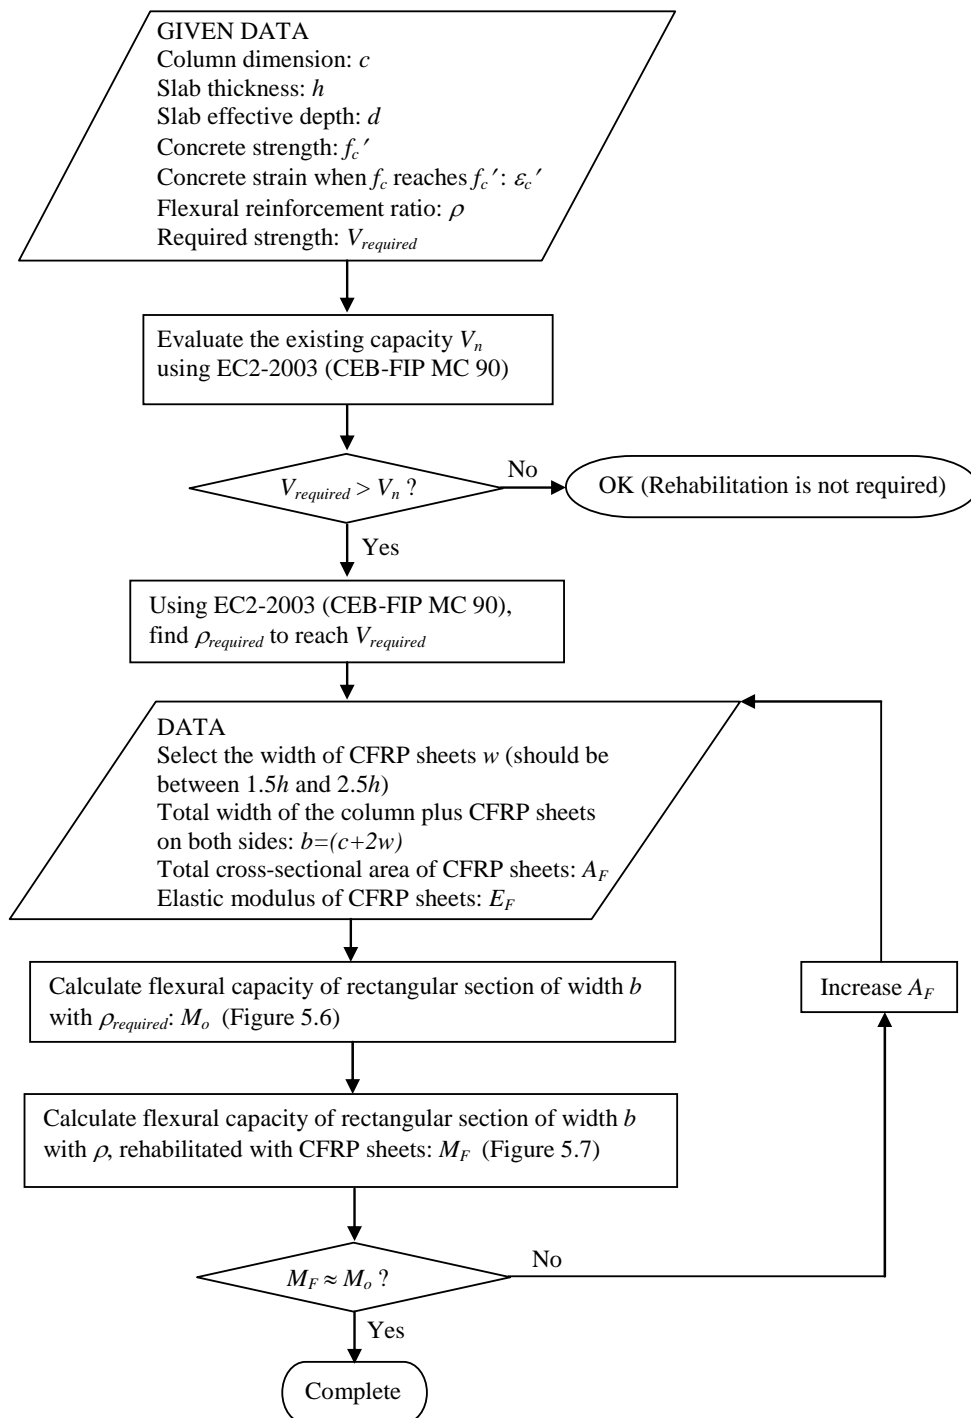 GIVEN DATA
Column dimension: c
Slab thickness: h
Slab effective depth: d
Concrete strength: fc′
Concrete strain when fc reaches fc′: εc′
Flexural reinforcement ratio: ρ
Required strength: Vrequired
Evaluate the existing capacity Vn
using EC2-2003 (CEB-FIP MC 90)
Vrequired > Vn ?
No
OK (Rehabilitation is not required)
Yes
Using EC2-2003 (CEB-FIP MC 90),
find ρrequired to reach Vrequired
DATA
Select the width of CFRP sheets w (should be
between 1.5h and 2.5h)
Total width of the column plus CFRP sheets
on both sides: b=(c+2w)
Total cross-sectional area of CFRP sheets: AF
Elastic modulus of CFRP sheets: EF
Calculate flexural capacity of rectangular section of width b
with ρrequired: Mo (Figure 5.6)
Increase AF
Calculate flexural capacity of rectangular section of width b
with ρ, rehabilitated with CFRP sheets: MF (Figure 5.7)
MF ≈ Mo ?
No
Yes
Complete